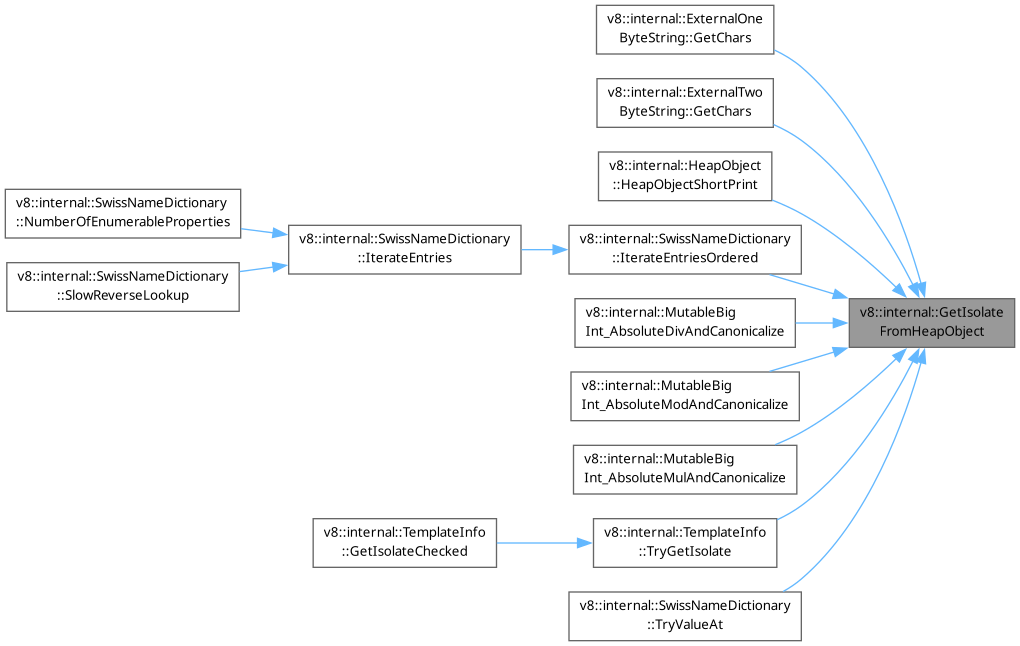 v8::internal::ExternalOne
ByteString::GetChars
v8::internal::ExternalTwo
ByteString::GetChars
v8::internal::HeapObject
::HeapObjectShortPrint
v8::internal::SwissNameDictionary
::NumberOfEnumerableProperties
v8::internal::SwissNameDictionary
::SlowReverseLookup
v8::internal::SwissNameDictionary
::IterateEntries
v8::internal::SwissNameDictionary
::IterateEntriesOrdered
v8::internal::GetIsolate
FromHeapObject
v8::internal::MutableBig
Int_AbsoluteDivAndCanonicalize
v8::internal::MutableBig
Int_AbsoluteModAndCanonicalize
v8::internal::MutableBig
Int_AbsoluteMulAndCanonicalize
v8::internal::TemplateInfo
::GetIsolateChecked
v8::internal::TemplateInfo
::TryGetIsolate
v8::internal::SwissNameDictionary
::TryValueAt